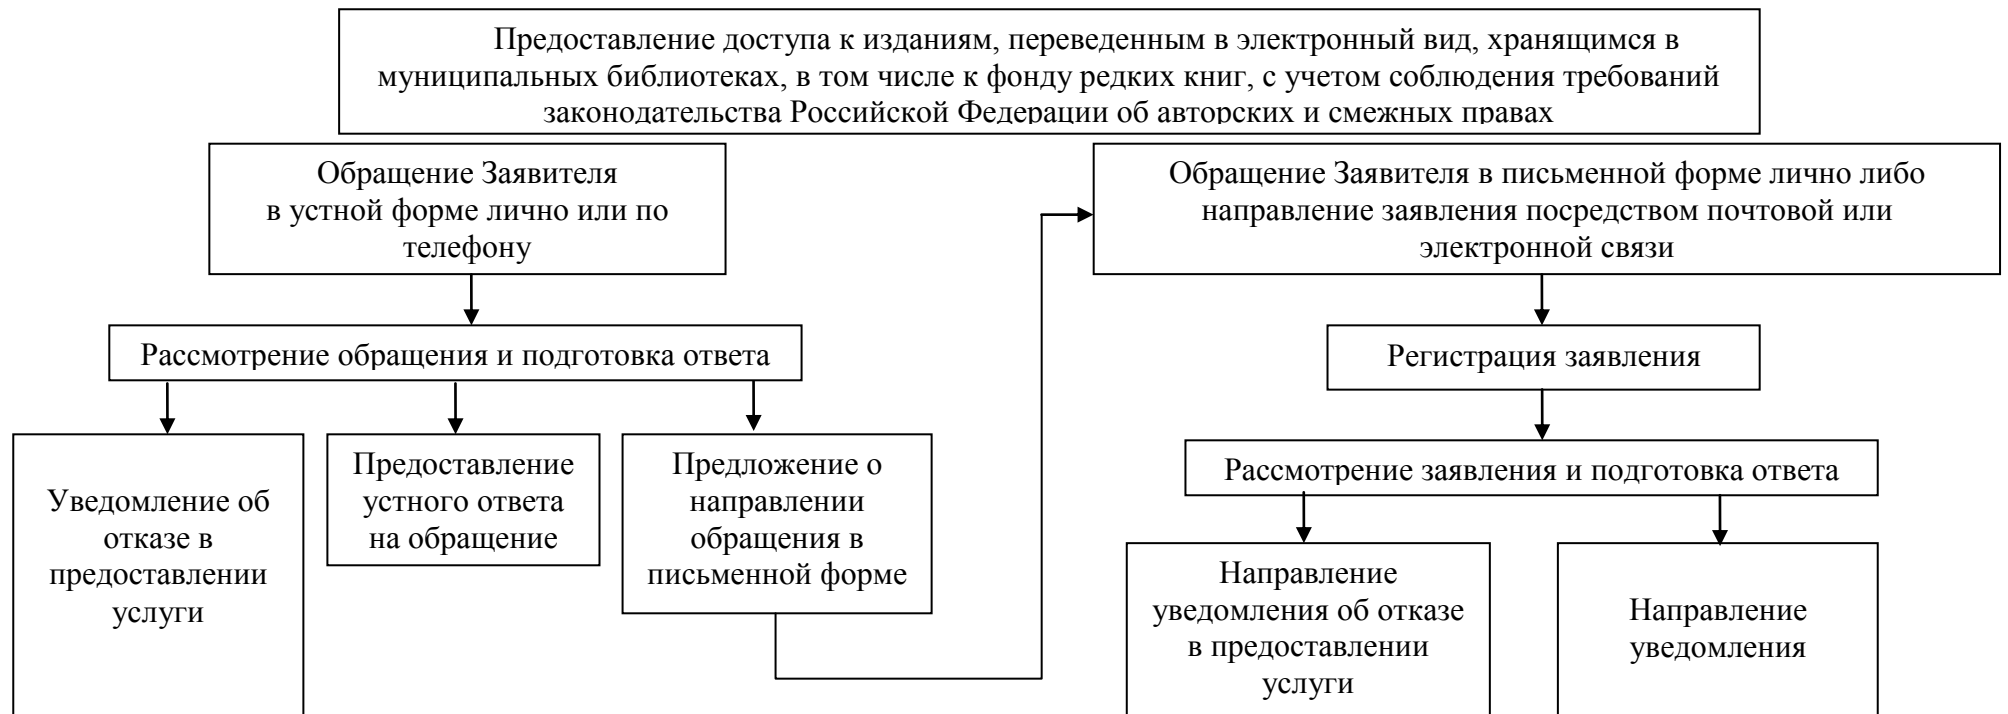 Предоставление доступа к изданиям, переведенным в электронный вид, хранящимся в
муниципальных библиотеках, в том числе к фонду редких книг, с учетом соблюдения требований
законодательства Российской Федерации об авторских и смежных правах
Обращение Заявителя
в устной форме лично или по
телефону
Рассмотрение обращения и подготовка ответа
Уведомление об
отказе в
предоставлении
услуги
Предоставление
устного ответа
на обращение
Предложение о
направлении
обращения в
письменной форме
Обращение Заявителя в письменной форме лично либо
направление заявления посредством почтовой или
электронной связи
Регистрация заявления
Рассмотрение заявления и подготовка ответа
Направление
уведомления об отказе
в предоставлении
услуги
Направление
уведомления